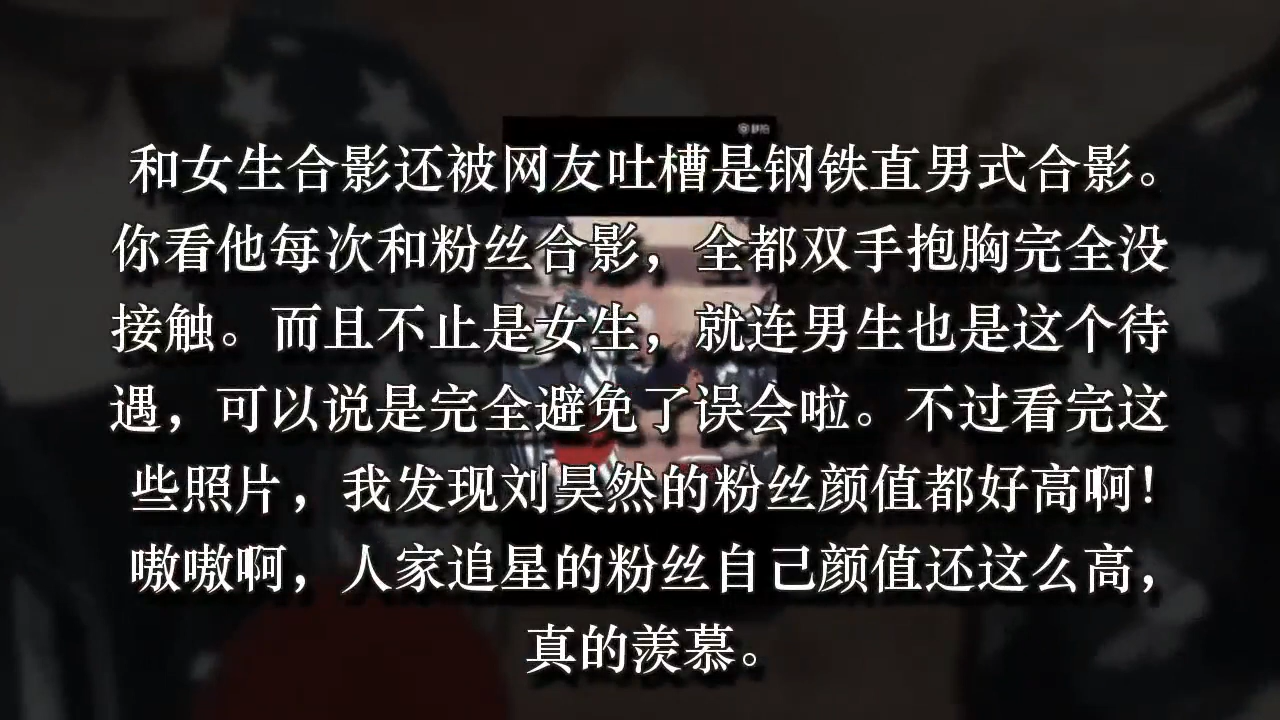 秒拍
和女生合影还被网友吐槽是钢铁直男式合影。
你看他每次和粉丝合影，全都双手抱胸完全没
接触。而且不止是女生，就连男生也是这个待
遇，可以说是完全避免了误会啦。不过看完这
些照片，我发现刘昊然的粉丝颜值都好高啊！
嗷嗷啊，人家追星的粉丝自己颜值还这么高，
真的羡慕。